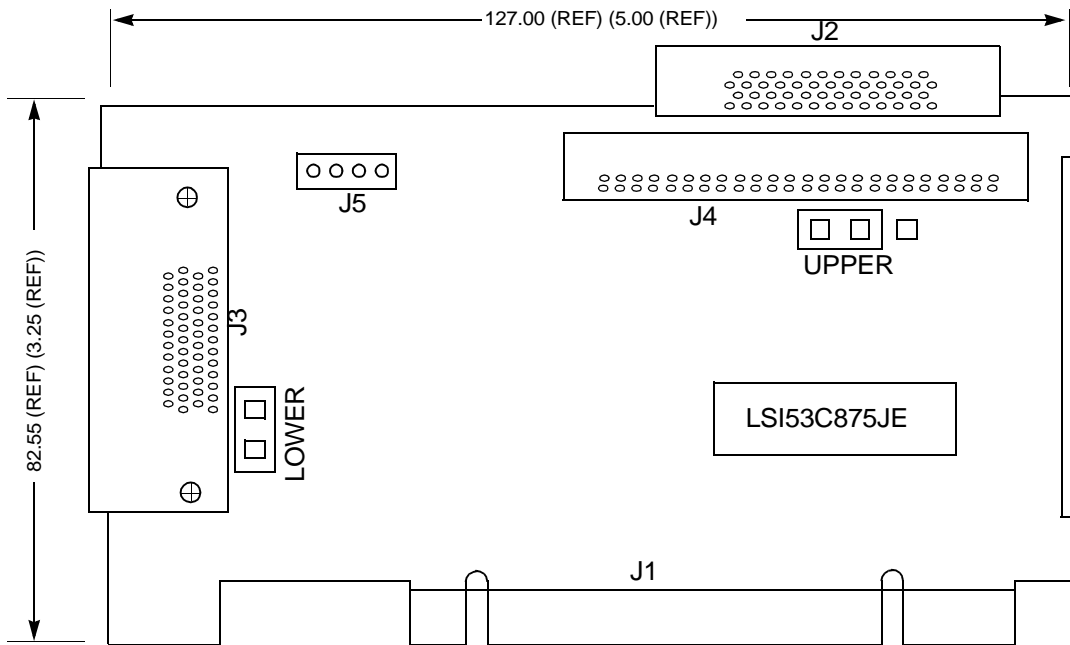 127.00 (REF) (5.00 (REF))
J2
J5
J4
UPPER
82.55 (REF) (3.25 (REF))
J3
LOWER
LSI53C875JE
J1